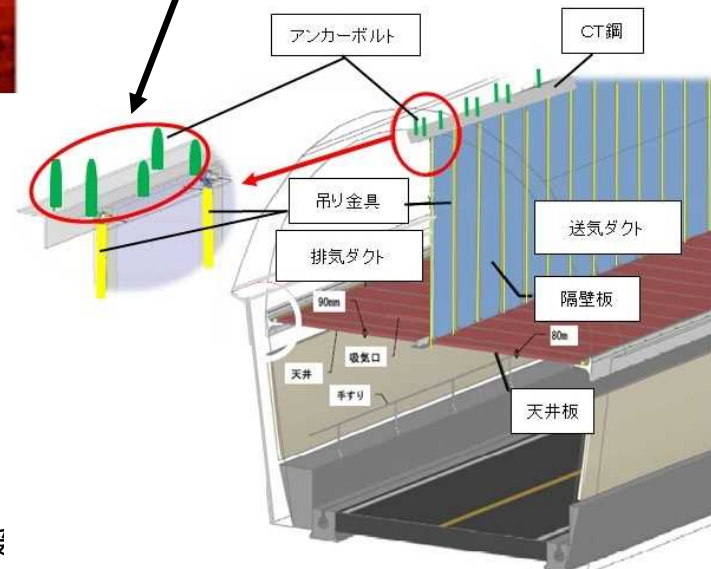 アンカーボルト
CT鋼
吊り金具
送気ダクト
排気ダクト
隔壁板
90mm
80m
天井
吸気口
手すり
天井板